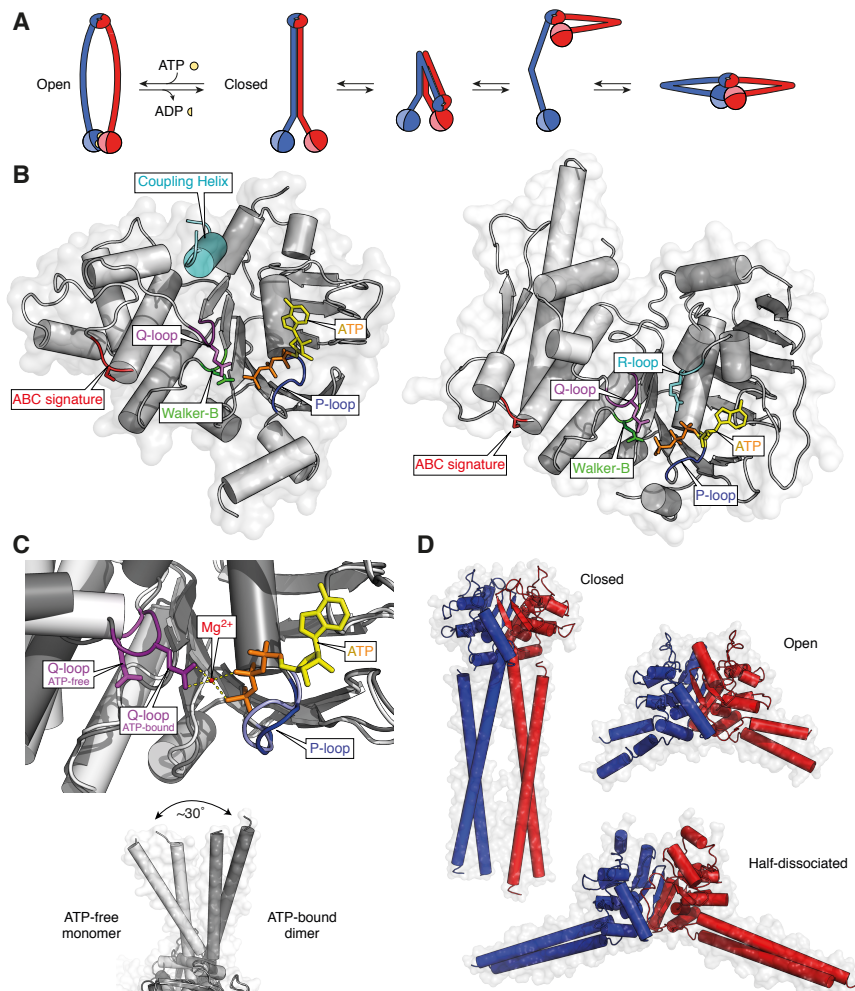 A
Open
ATP
ADP
Closed
B
Coupling Helix
Q-loop
ATP
ABC signature
Walker-B
P-loop
R-loop
Q-loop
ABC signature
Walker-B
ATP
P-loop
C
Mg2+
ATP
Q-loop
ATP-free
Q-loop
ATP-bound
P-loop
~30°
ATP-free
monomer
ATP-bound
dimer
D
Closed
Open
Half-dissociated